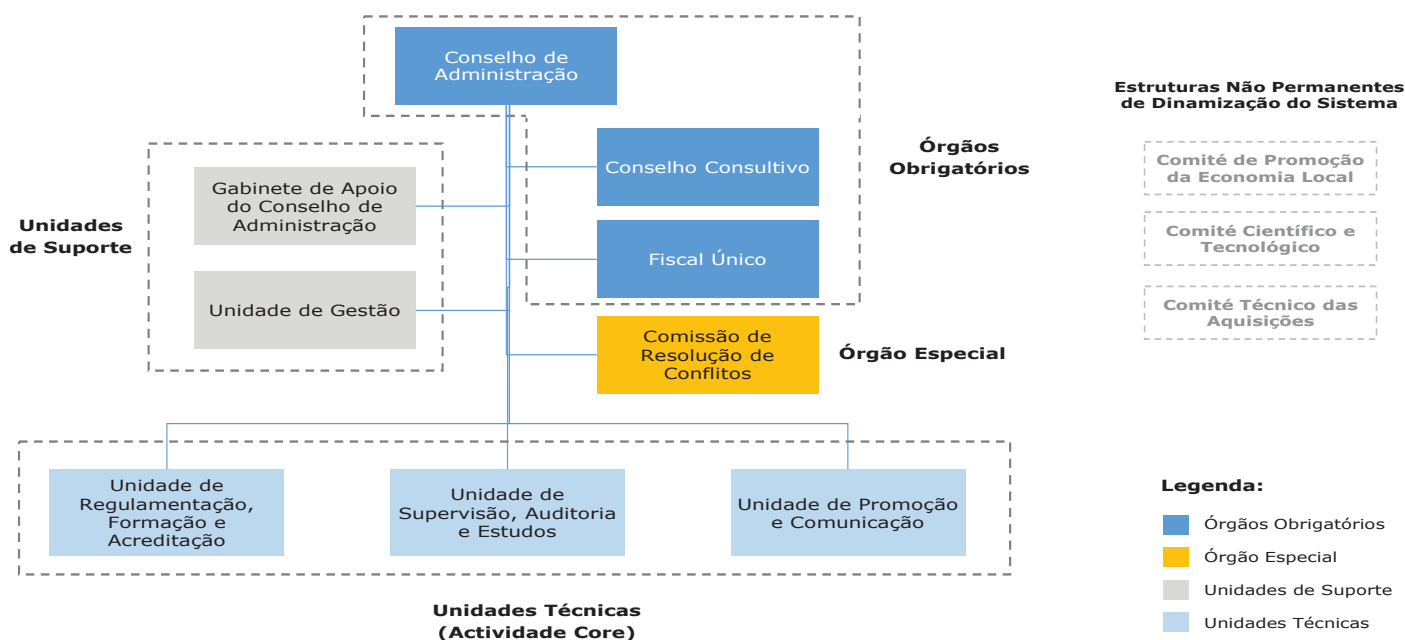 Conselho de
Administração
Conselho Consultivo
Fiscal Único
Órgãos
Obrigatórios
Gabinete de Apoio
do Conselho de
Administração
Unidade de Gestão
Unidades
de Suporte
Comissão de
Resolução de
Conflitos
Órgão Especial
Unidade de
Regulamentação,
Formação e
Acreditação
Unidade de
Supervisão, Auditoria
e Estudos
Unidade de Promoção
e Comunicação
Unidades Técnicas
(Actividade Core)
Estruturas Não Permanentes
de Dinamização do Sistema
Comité de Promoção
da Economia Local
Comité Científico e
Tecnológico
Comité Técnico das
Aquisições
Legenda:
Órgãos Obrigatórios
Órgão Especial
Unidades de Suporte
Unidades Técnicas